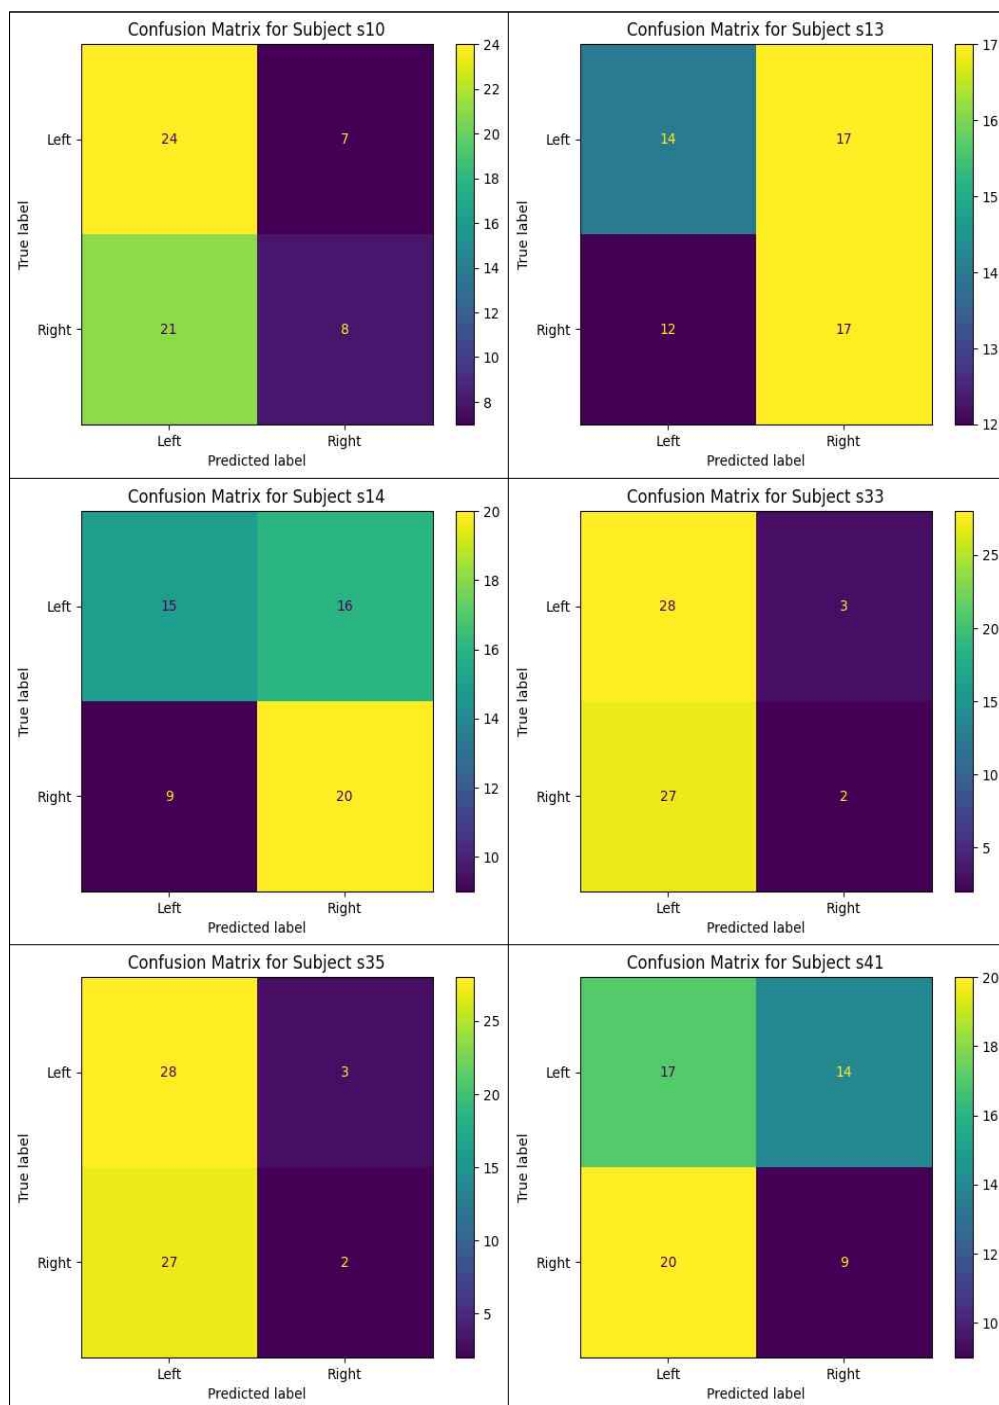 Confusion Matrix for Subject s10
24
22
20
18
16
14
12
10
8
Left
Right
True label
24 7
21 8
Left Right
Predicted label
Confusion Matrix for Subject s13
17
16
15
14
13
12
Left
Right
True label
14 17
12 17
Left Right
Predicted label
Confusion Matrix for Subject s14
20
18
16
14
12
10
Left
Right
True label
15 16
9 20
Left Right
Predicted label
Confusion Matrix for Subject s33
25
20
15
10
5
Left
Right
True label
28 3
27 2
Left Right
Predicted label
Confusion Matrix for Subject s35
25
20
15
10
5
Left
Right
True label
28 3
27 2
Left Right
Predicted label
Confusion Matrix for Subject s41
20
18
16
14
12
10
Left
Right
True label
17 14
20 9
Left Right
Predicted label